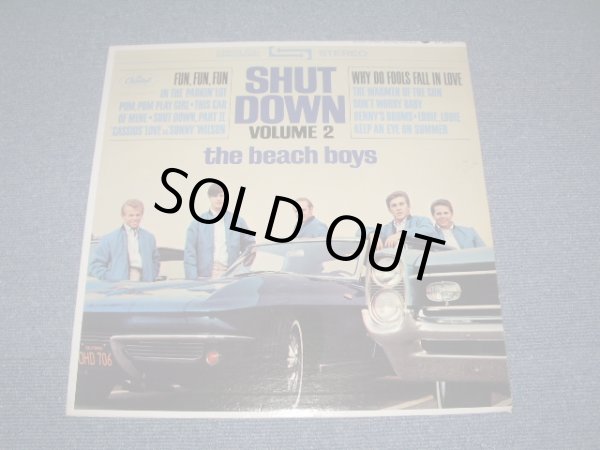 STEREO
Capitol
FUN, FUN, FUN
IN THE PARKIN' LOT
POM, POM PLAY GIRL • THIS CAR
OF MINE • SHUT DOWN, PART II
CASSIUS LOVE vs. SONNY WILSON
SHUT
DOWN
VOLUME 2
WHY DO FOOLS FALL IN LOVE
THE WARMTH OF THE SUN
DON'T WORRY BABY
DENNY'S DRUMS • LOUIE, LOUIE
KEEP AN EYE ON SUMMER
the beach boys
SOLD OUT
OHD 706